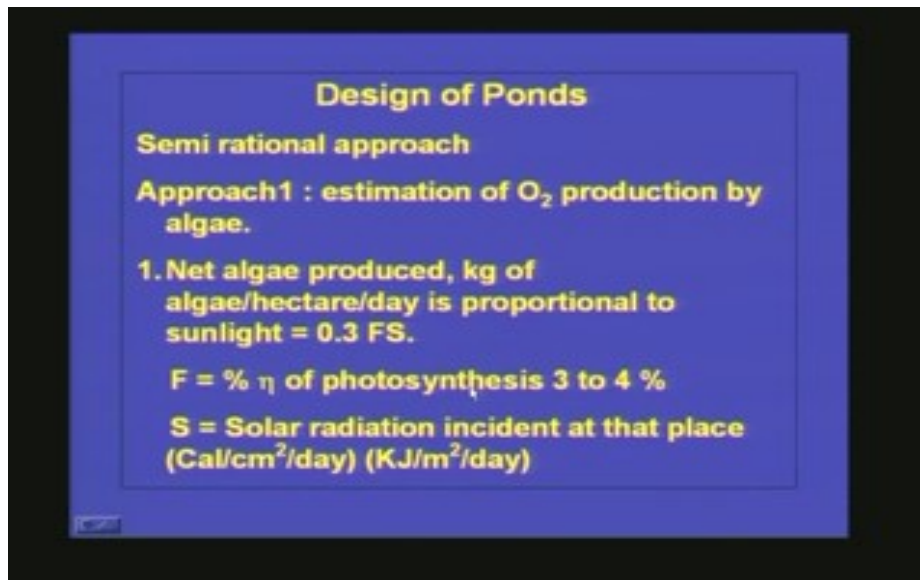 Design of Ponds
Semi rational approach
Approach1 : estimation of O₂ production by
algae.
1. Net algae produced, kg of
algae/hectare/day is proportional to
sunlight = 0.3 FS.
F = % η of photosynthesis 3 to 4 %
S = Solar radiation incident at that place
(Cal/cm²/day) (KJ/m²/day)